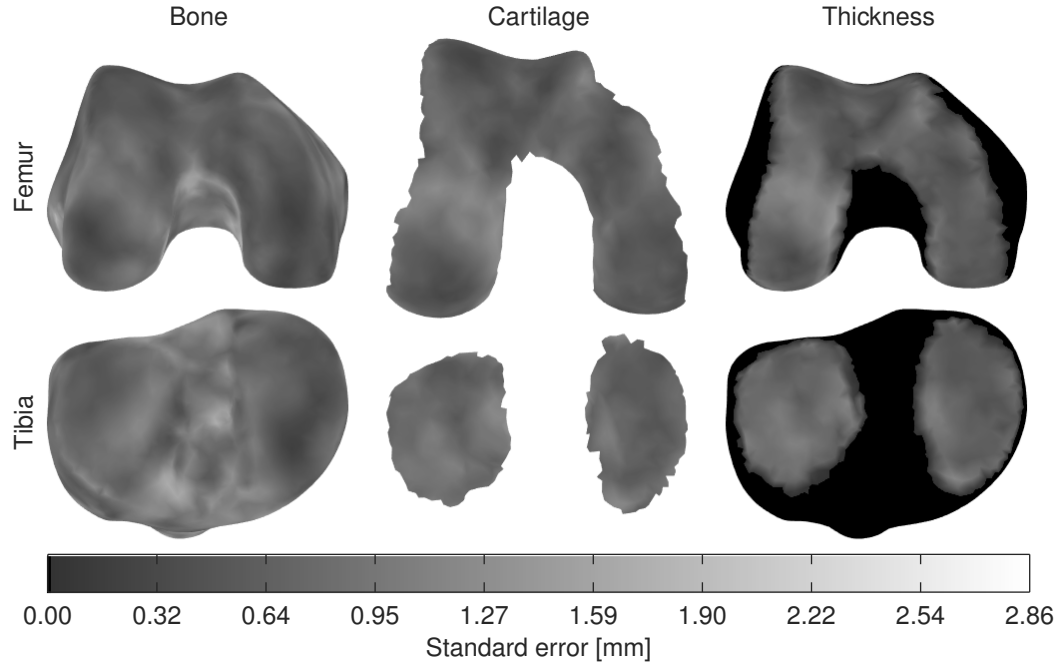 Bone Cartilage Thickness
Femur
Tibia
0.00 0.32 0.64 0.95 1.27 1.59 1.90 2.22 2.54 2.86
Standard error [mm]